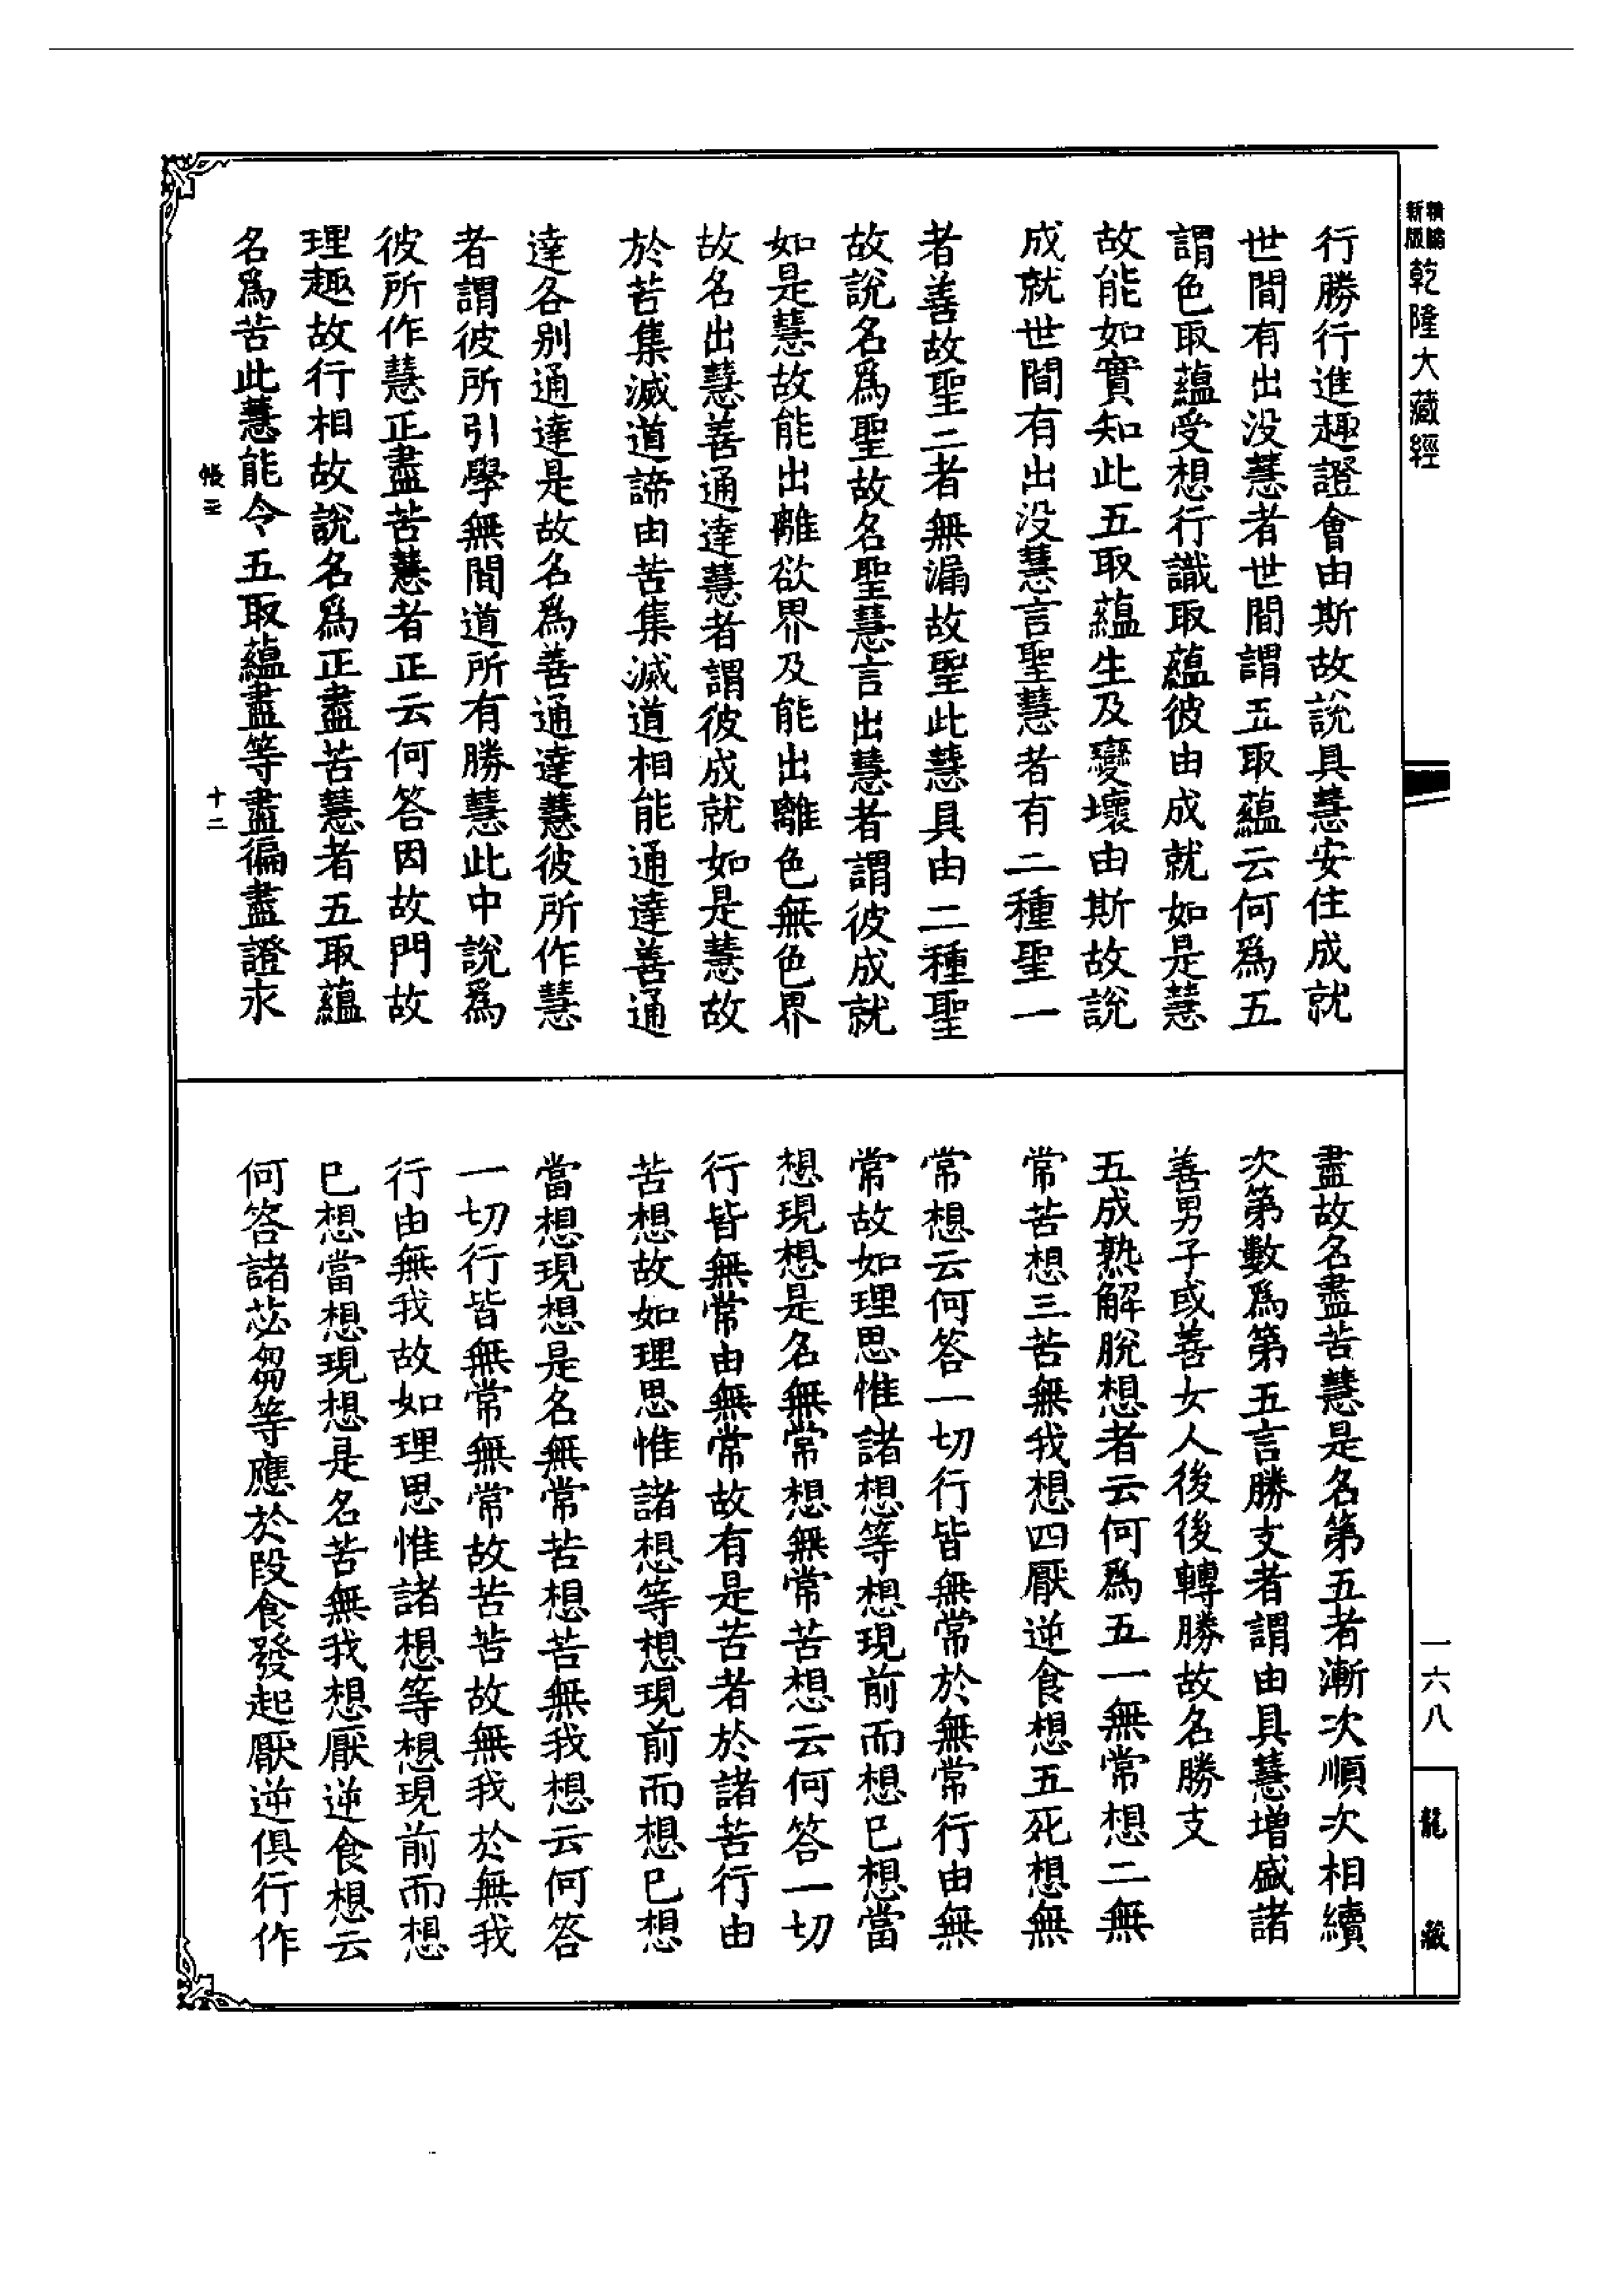 新版
精編
乾隆大藏經
行勝行進趣證會由斯故說具慧安住成就
世間有出沒慧者世間謂五取蘊云何爲五
謂色取蘊受想行識取蘊彼由成就如是慧
故能如實知此五取蘊生及變壞由斯故說
成就世間有出沒慧言聖慧者有二種聖一
者善故聖二者無漏故聖此慧具由二種聖
故說名爲聖故名聖慧言出慧者謂彼成就
如是慧故能出離欲界及能出離色無色界
故名出慧善通達慧者謂彼成就如是慧故
於苦集滅道諦由苦集滅道相能通達善通
達各別通達是故名爲善通達慧彼所作慧
者謂彼所引學無間道所有勝慧此中說爲
彼所作慧正盡苦慧者正云何答因故門故
理趣故行相故說名爲正盡苦慧者五取蘊
名爲苦此慧能令五取蘊盡等盡徧盡證永
帳五
十二
盡故名盡苦慧是名第五者漸次順次相續
次第數爲第五言勝支者謂由具慧增盛諸
善男子或善女人後後轉勝故名勝支
五成熟解脫想者云何爲五一無常想二無
常苦想三苦無我想四厭逆食想五死想無
常想云何答一切行皆無常於無常行由無
常故如理思惟諸想等想現前而想已想當
想現想是名無常想無常苦想云何答一切
行皆無常由無常故有是苦者於諸苦行由
苦想故如理思惟諸想等想現前而想已想
當想現想是名無常苦想苦無我想云何答
一切行皆無常無常故苦苦故無我於無我
行由無我故如理思惟諸想等想現前而想
已想當想現想是名苦無我想厭逆食想云
何答諸苾芻等應於段食發起厭逆俱行作
一六八
龍藏